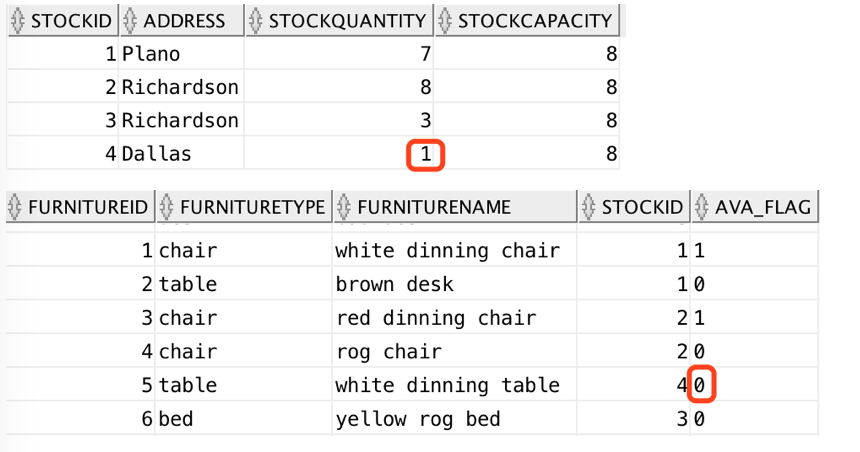 STOCKID ADDRESS STOCKQUANTITY STOCKCAPACITY
1 Plano 7 8
2 Richardson 8 8
3 Richardson 3 8
4 Dallas 1 8
FURNITUREID FURNITURETYPE FURNITURENAME STOCKID AVA_FLAG
1 chair white dinning chair 1 1
2 table brown desk 1 0
3 chair red dinning chair 2 1
4 chair rog chair 2 0
5 table white dinning table 4 0
6 bed yellow rog bed 3 0